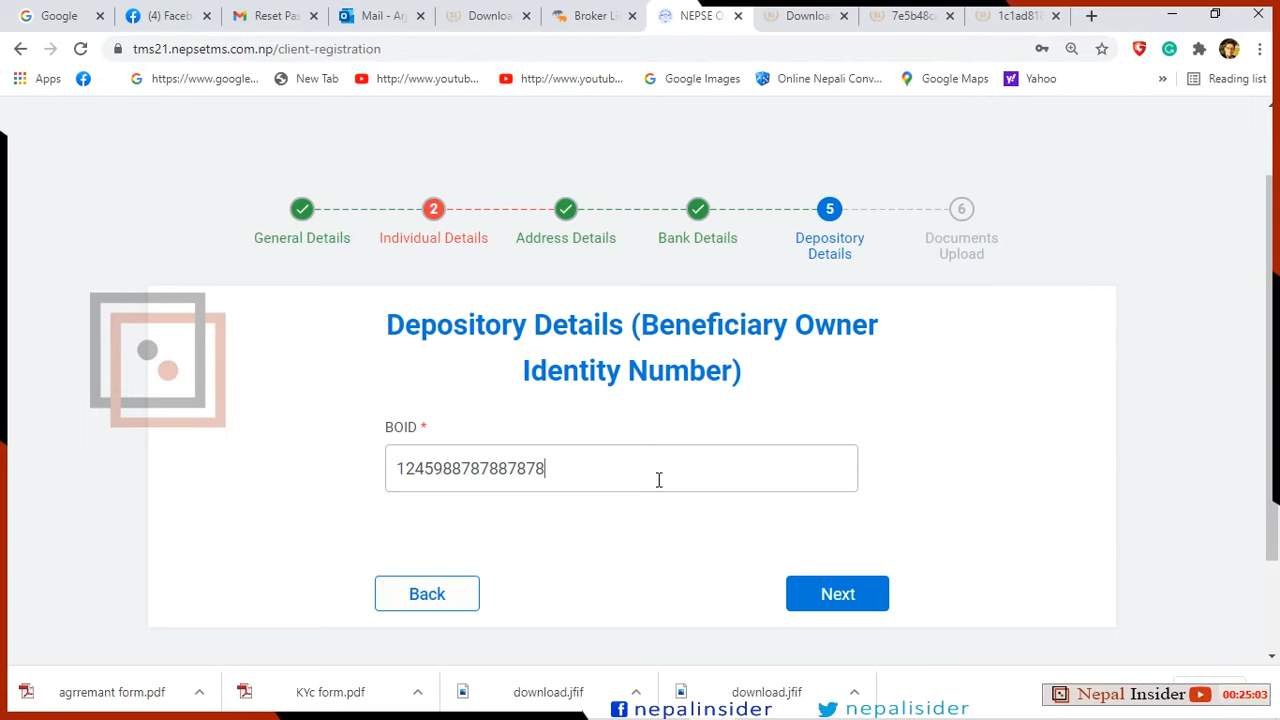 Google
(4) Faceb
Reset Pa
Mail - Ag
Downloa
Broker Li
NEPSE O
Downloa
7e5b48c
1c1ad818
tms21.nepsetms.com.np/client-registration
Apps
https://www.google...
New Tab
http://www.youtub...
http://www.youtub...
Google Images
Online Nepali Conv...
Google Maps
Yahoo
»
Reading list
2
5
6
General Details
Individual Details
Address Details
Bank Details
Depository
Details
Documents
Upload
Depository Details (Beneficiary Owner
Identity Number)
BOID *
1245988787887878
Back
Next
agrremant form.pdf
KYc form.pdf
download.jfif
download.jfif
Nepal Insider
00:25:03
nepalinsider
nepalisider